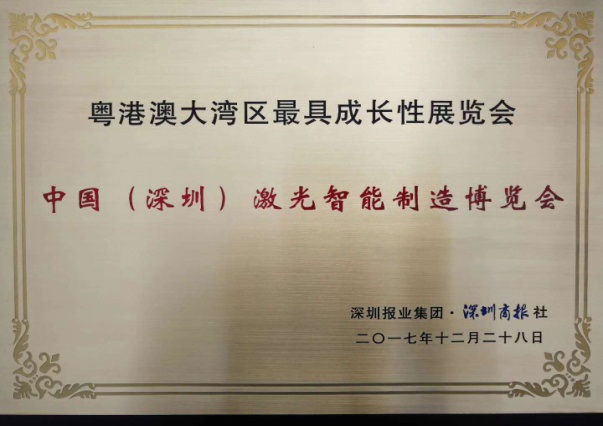 粤港澳大湾区最具成长性展览会
中国（深圳）激光智能制造博览会
深圳报业集团·深圳商报社
二〇一七年十二月二十八日